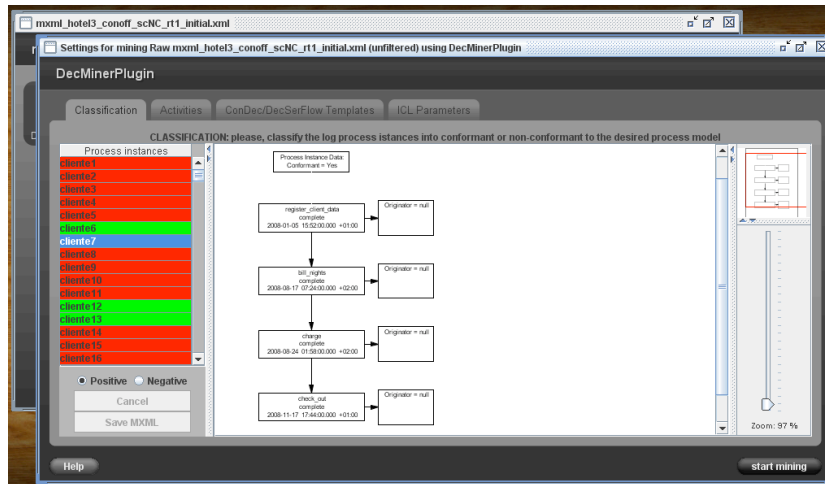 mxml_hotel3_conoff_scNC_rt1_initial.xml
Settings for mining Raw mxml_hotel3_conoff_scNC_rt1_initial.xml (unfiltered) using DecMinerPlugin
DecMinerPlugin
Classification
Activities
ConDec/DecSerFlow Templates
ICL Parameters
CLASSIFICATION: please, classify the log process istances into conformant or non-conformant to the desired process model
Process instances
cliente1
cliente2
cliente3
cliente4
cliente5
cliente6
cliente7
cliente8
cliente9
cliente10
cliente11
cliente12
cliente13
cliente14
cliente15
cliente16
Positive
Negative
Cancel
Save MXML
Process Instance Data:
Conformant = Yes
register_client_data
complete
2008-01-05 15:52:00.000 +01:00
Originator = null
bill_nights
complete
2008-08-17 07:24:00.000 +02:00
Originator = null
charge
complete
2008-08-24 01:58:00.000 +02:00
Originator = null
check_out
complete
2008-11-17 17:44:00.000 +01:00
Originator = null
Zoom: 97 %
Help
start mining